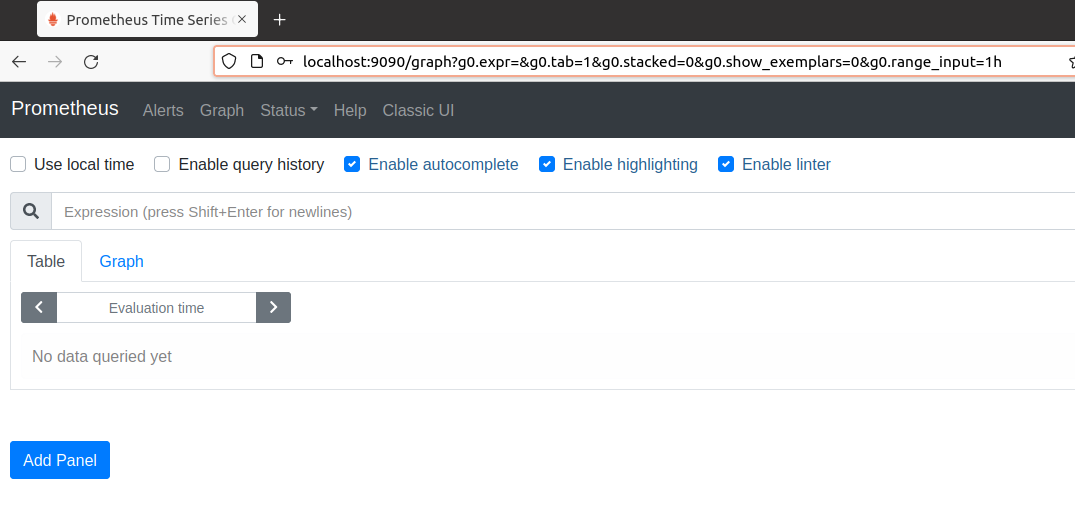 Prometheus Time Series
localhost:9090/graph?g0.expr=&g0.tab=1&g0.stacked=0&g0.show_exemplars=0&g0.range_input=1h
Prometheus Alerts Graph Status Help Classic UI
Use local time Enable query history Enable autocomplete Enable highlighting Enable linter
Expression (press Shift+Enter for newlines)
Table Graph
Evaluation time
No data queried yet
Add Panel